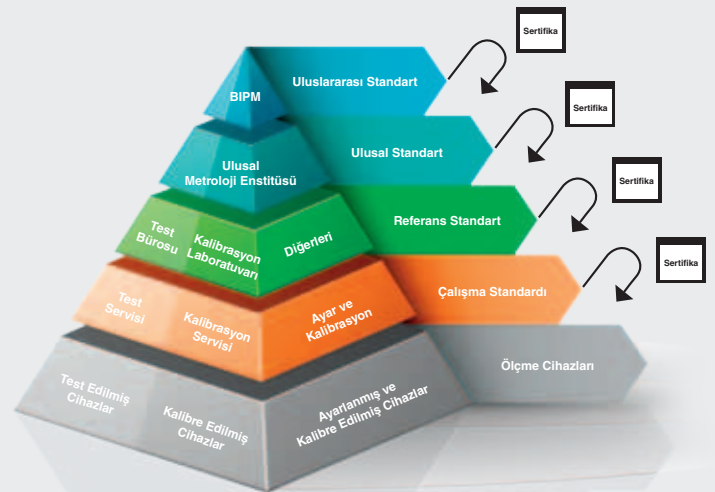 Sertifika
BIPM
Uluslararası Standart
Sertifika
Ulusal
Metroloji Enstitüsü
Ulusal Standart
Sertifika
Test
Bürosu
Kalibrasyon
Laboratuvarı
Diğerleri
Referans Standart
Sertifika
Test
Servisi
Kalibrasyon
Servisi
Ayar ve
Kalibrasyon
Çalışma Standardı
Test Edilmiş
Cihazlar
Kalibre Edilmiş
Cihazlar
Ayarlanmış ve
Kalibre Edilmiş Cihazlar
Ölçme Cihazları